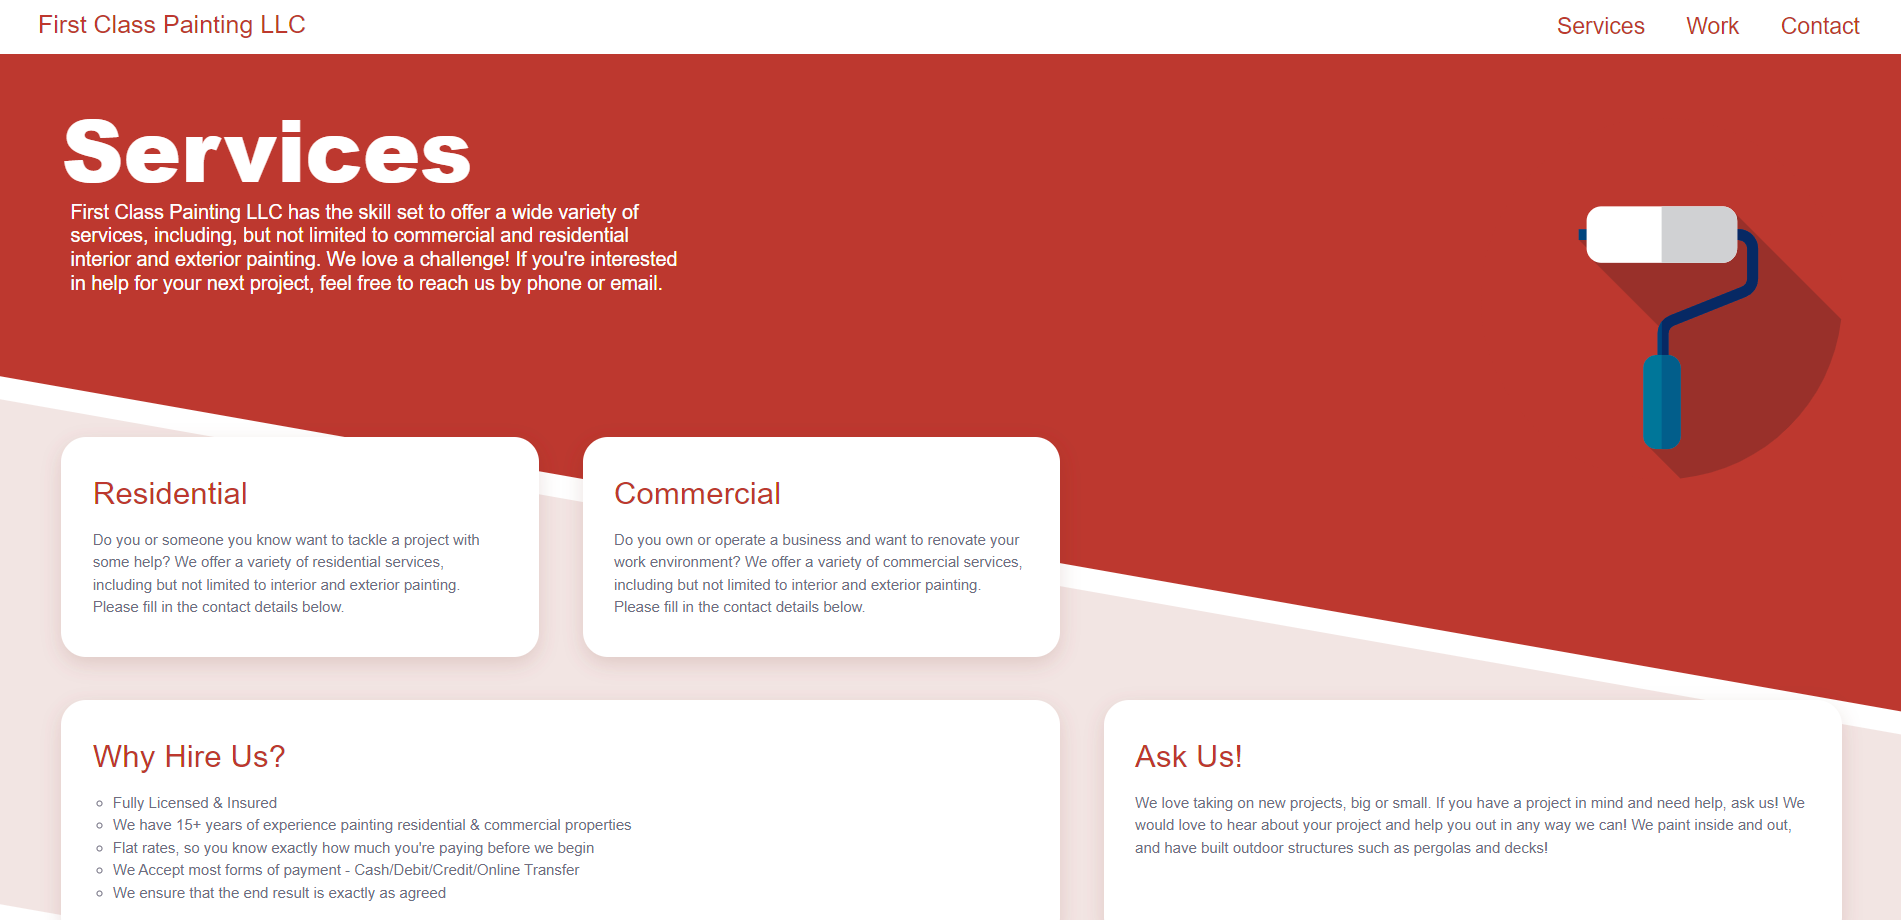 First Class Painting LLC
Services Work Contact
Services
First Class Painting LLC has the skill set to offer a wide variety of
services, including, but not limited to commercial and residential
interior and exterior painting. We love a challenge! If you're interested
in help for your next project, feel free to reach us by phone or email.
Residential
Do you or someone you know want to tackle a project with
some help? We offer a variety of residential services,
including but not limited to interior and exterior painting.
Please fill in the contact details below.
Commercial
Do you own or operate a business and want to renovate your
work environment? We offer a variety of commercial services,
including but not limited to interior and exterior painting.
Please fill in the contact details below.
Why Hire Us?
Fully Licensed & Insured
We have 15+ years of experience painting residential & commercial properties
Flat rates, so you know exactly how much you're paying before we begin
We Accept most forms of payment - Cash/Debit/Credit/Online Transfer
We ensure that the end result is exactly as agreed
Ask Us!
We love taking on new projects, big or small. If you have a project in mind and need help, ask us! We
would love to hear about your project and help you out in any way we can! We paint inside and out,
and have built outdoor structures such as pergolas and decks!